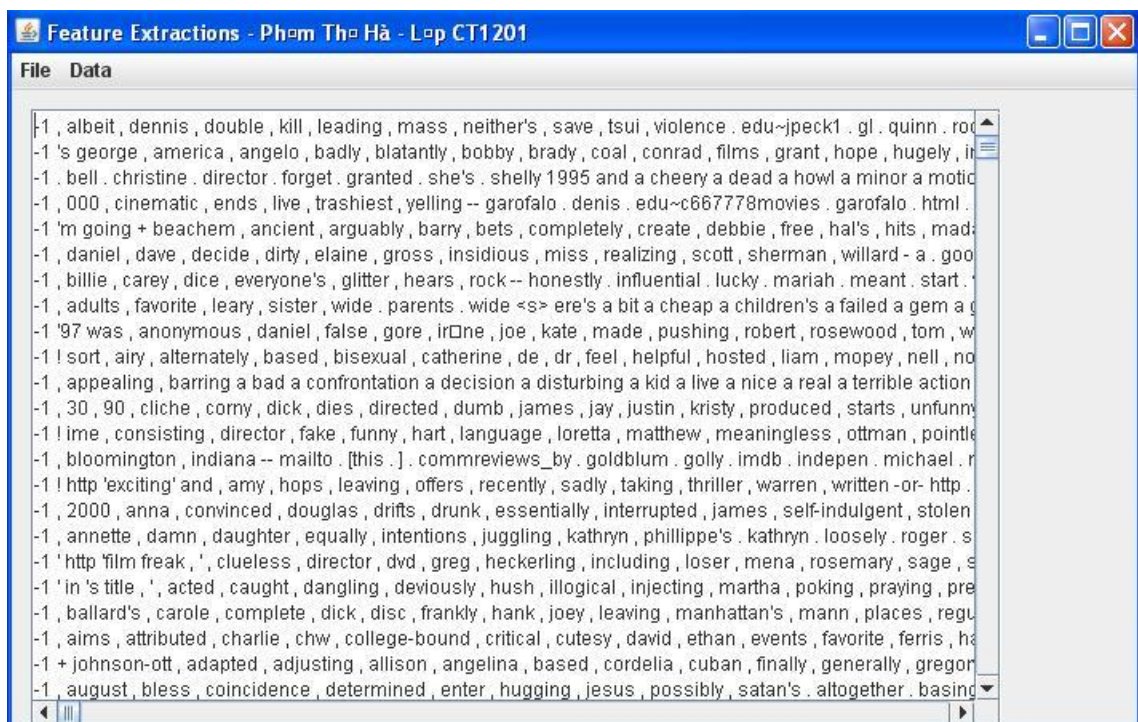 Feature Extractions - Ph¤m Th¤ Hà - L¤p CT1201
File Data
-1 , albeit , dennis , double , kill , leading , mass , neither's , save , tsui , violence . edu~jpeck1 . gl . quinn .
-1 's george , america , angelo , badly , blatantly , bobby , brady , coal , conrad , films , grant , hope , hugely ,
-1 . bell . christine . director . forget . granted . she's . shelly 1995 and a cheery a dead a howl a minor a
-1 , 000 , cinematic , ends , live , trashiest , yelling -- garofalo . denis . edu~c667778movies . garofalo . html .
-1 'm going + beachem , ancient , arguably , barry , bets , completely , create , debbie , free , hal's , hits ,
-1 , daniel , dave , decide , dirty , elaine , gross , insidious , miss , realizing , scott , sherman , willard - a .
-1 , billie , carey , dice , everyone's , glitter , hears , rock -- honestly . influential . lucky . mariah . meant . start .
-1 , adults , favorite , leary , sister , wide . parents . wide <s> ere's a bit a cheap a children's a failed a gem a
-1 '97 was , anonymous , daniel , false , gore , ir□ne , joe , kate , made , pushing , robert , rosewood , tom ,
-1 ! sort , airy , alternately , based , bisexual , catherine , de , dr , feel , helpful , hosted , liam , mopey , nell ,
-1 , appealing , barring a bad a confrontation a decision a disturbing a kid a live a nice a real a terrible action
-1 , 30 , 90 , cliche , corny , dick , dies , directed , dumb , james , jay , justin , kristy , produced , starts ,
-1 ! ime , consisting , director , fake , funny , hart , language , loretta , matthew , meaningless , ottman ,
-1 , bloomington , indiana -- mailto . [this . ] . commreviews_by . goldblum . golly . imdb . indepen . michael .
-1 ! http 'exciting' and , amy , hops , leaving , offers , recently , sadly , taking , thriller , warren , written -or- http .
-1 , 2000 , anna , convinced , douglas , drifts , drunk , essentially , interrupted , james , self-indulgent , stolen
-1 , annette , damn , daughter , equally , intentions , juggling , kathryn , phillippe's . kathryn . loosely . roger .
-1 ' http 'film freak , ' , clueless , director , dvd , greg , heckerling , including , loser , mena , rosemary , sage ,
-1 ' in 's title , ' , acted , caught , dangling , deviously , hush , illogical , injecting , martha , poking , praying ,
-1 , ballard's , carole , complete , dick , disc , frankly , hank , joey , leaving , manhattan's , mann , places ,
-1 , aims , attributed , charlie , chw , college-bound , critical , cutesy , david , ethan , events , favorite , ferris ,
-1 + johnson-ott , adapted , adjusting , allison , angelina , based , cordelia , cuban , finally , generally ,
-1 , august , bless , coincidence , determined , enter , hugging , jesus , possibly , satan's . altogether .